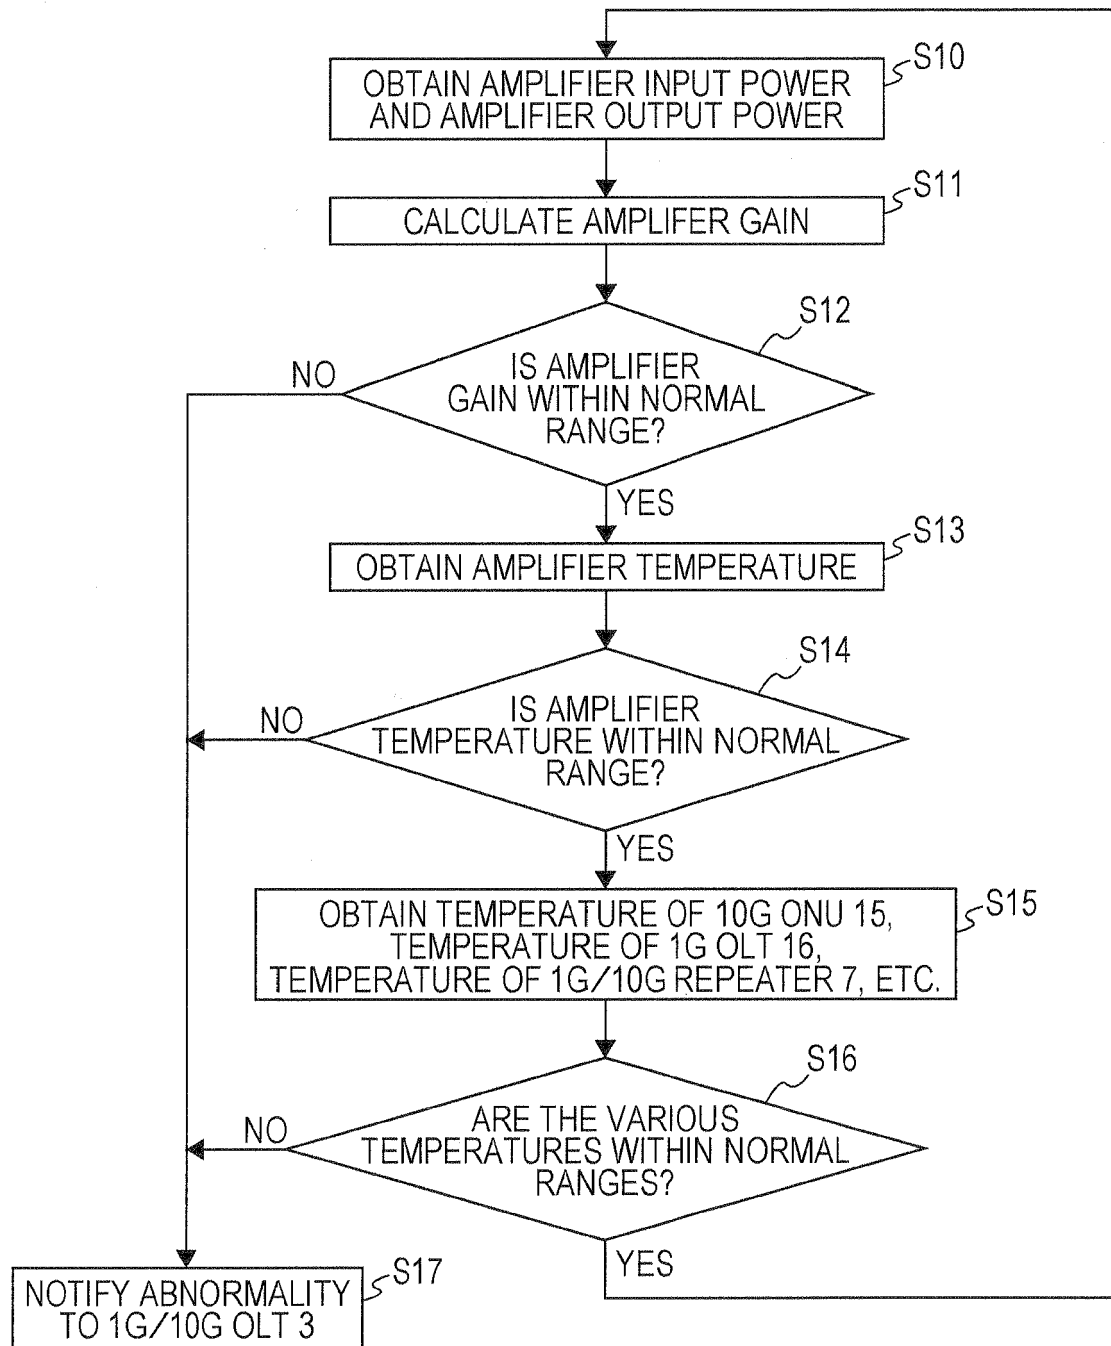 S10
OBTAIN AMPLIFIER INPUT POWER
AND AMPLIFIER OUTPUT POWER
S11
CALCULATE AMPLIFER GAIN
S12
NO
IS AMPLIFIER
GAIN WITHIN NORMAL
RANGE?
YES
S13
OBTAIN AMPLIFIER TEMPERATURE
S14
NO
IS AMPLIFIER
TEMPERATURE WITHIN NORMAL
RANGE?
YES
S15
OBTAIN TEMPERATURE OF 10G ONU 15,
TEMPERATURE OF 1G OLT 16,
TEMPERATURE OF 1G/10G REPEATER 7, ETC.
S16
NO
ARE THE VARIOUS
TEMPERATURES WITHIN NORMAL
RANGES?
YES
S17
NOTIFY ABNORMALITY
TO 1G/10G OLT 3